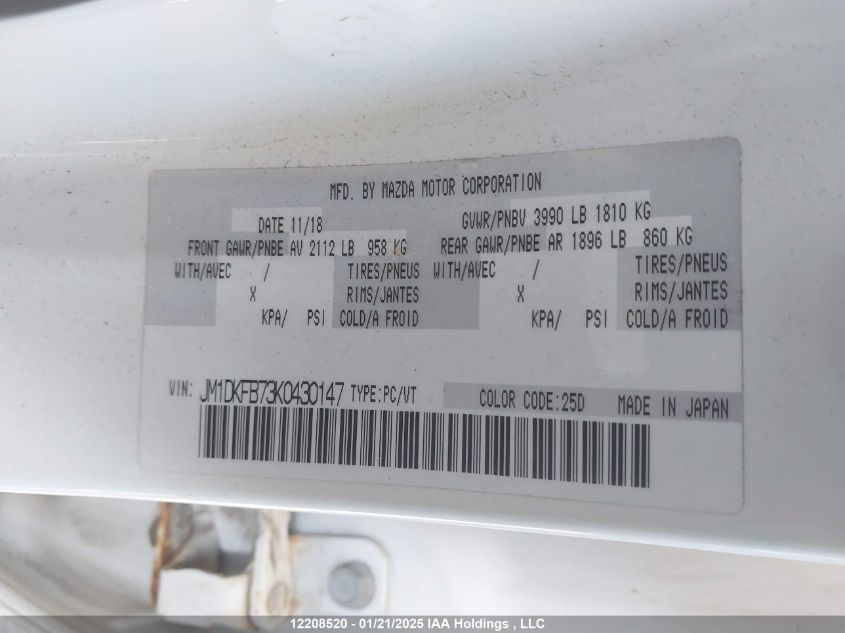 MFD. BY MAZDA MOTOR CORPORATION
DATE 11/18 GVWR/PNBV 3990 LB 1810 KG
FRONT GAWR/PNBE AV 2112 LB 958 KG REAR GAWR/PNBE AR 1896 LB 860 KG
WITH/AVEC / TIRES/PNEUS WITH/AVEC / TIRES/PNEUS
X RIMS/JANTES X RIMS/JANTES
KPA/ PSI COLD/A FROID KPA/ PSI COLD/A FROID
VIN: JM1DKFB73K0430147 TYPE:PC/VT COLOR CODE:25D MADE IN JAPAN
12208520 - 01/21/2025 IAA Holdings , LLC